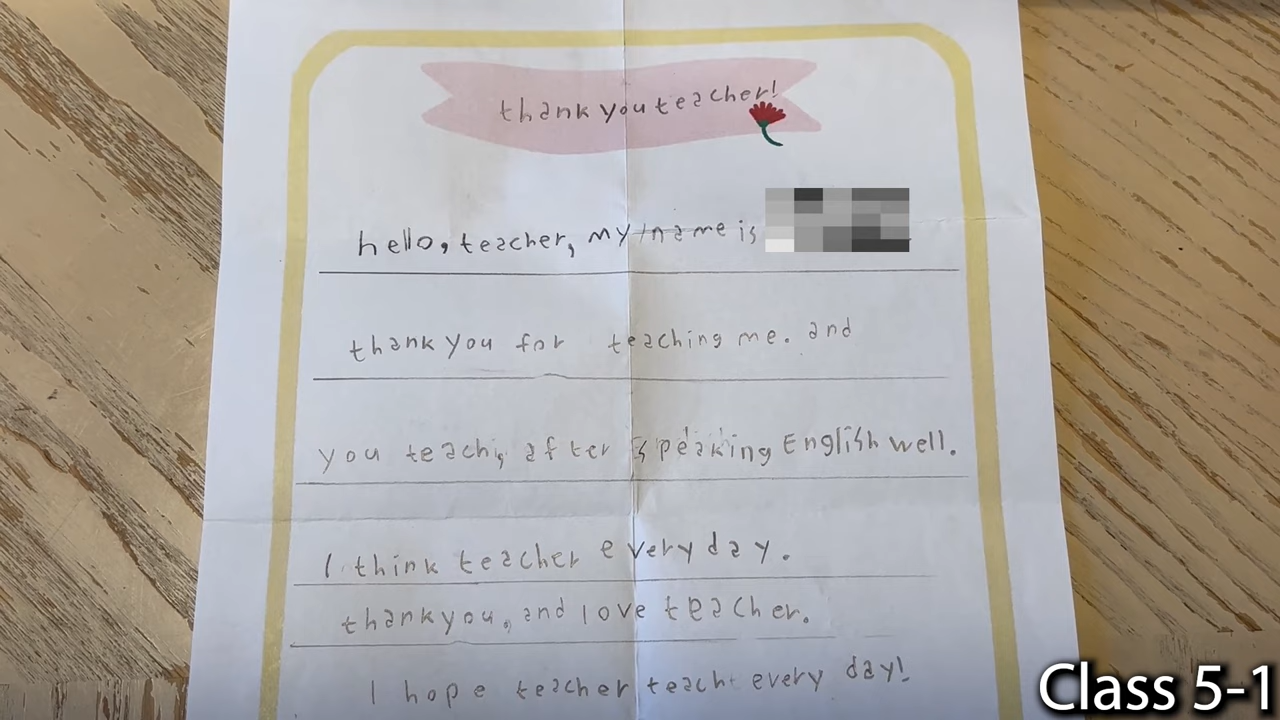 thank you teacher!
hello, teacher, my name is
thank you for teaching me. and
you teach, after speaking English well.
I think teacher every day.
thank you, and love teacher.
I hope teacher teach every day!
Class 5-1